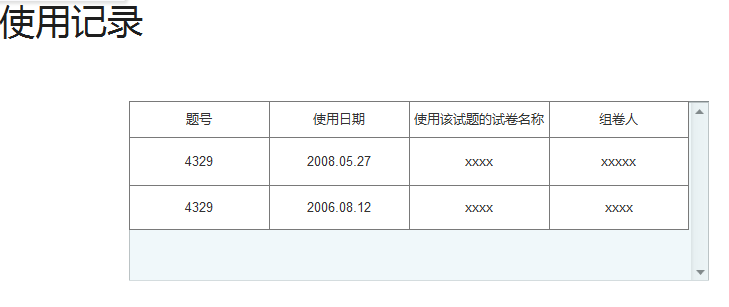 使用记录
题号 使用日期 使用该试题的试卷名称 组卷人
4329 2008.05.27 xxxx xxxxx
4329 2006.08.12 xxxx xxxx